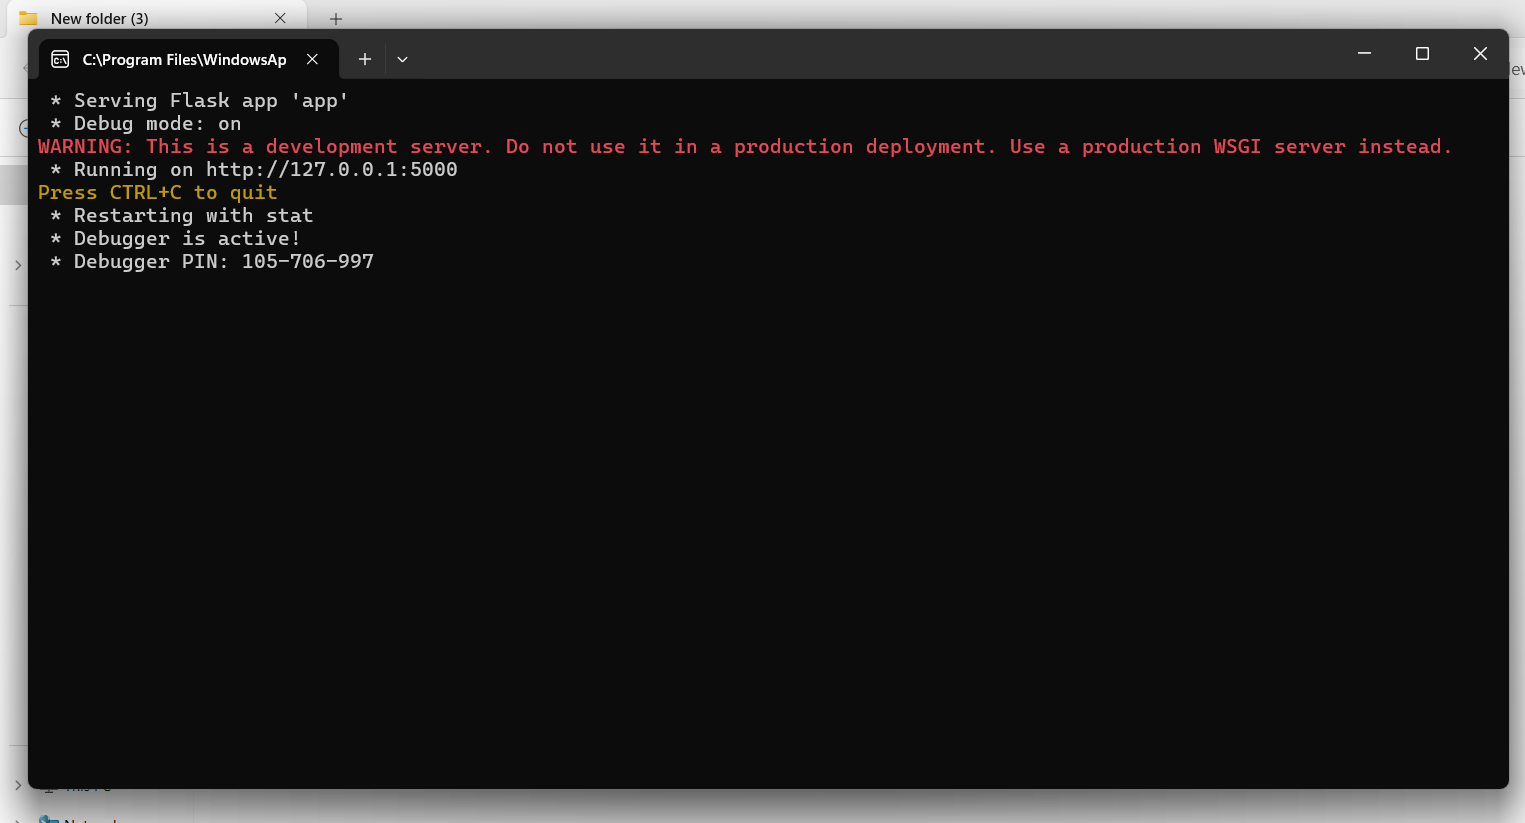 New folder (3)
C:\Program Files\WindowsAp
* Serving Flask app 'app'
* Debug mode: on
WARNING: This is a development server. Do not use it in a production deployment. Use a production WSGI server instead.
* Running on http://127.0.0.1:5000
Press CTRL+C to quit
* Restarting with stat
* Debugger is active!
* Debugger PIN: 105-706-997